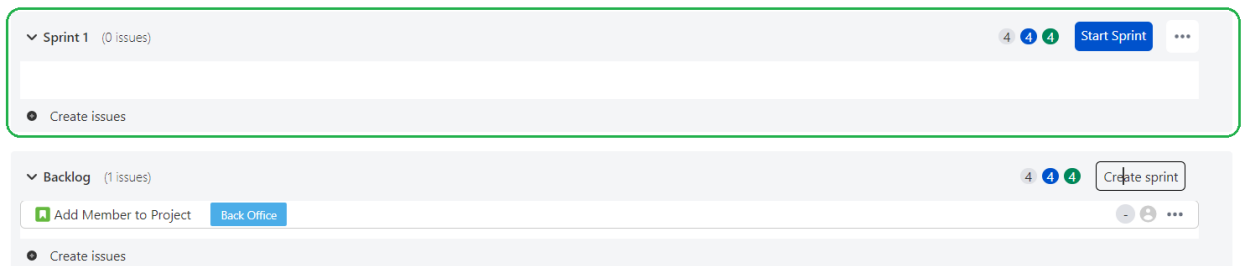 Sprint 1 (0 issues) 4 4 4 Start Sprint
Create issues
Backlog (1 issues) 4 4 4 Create sprint
Add Member to Project Back Office -
Create issues